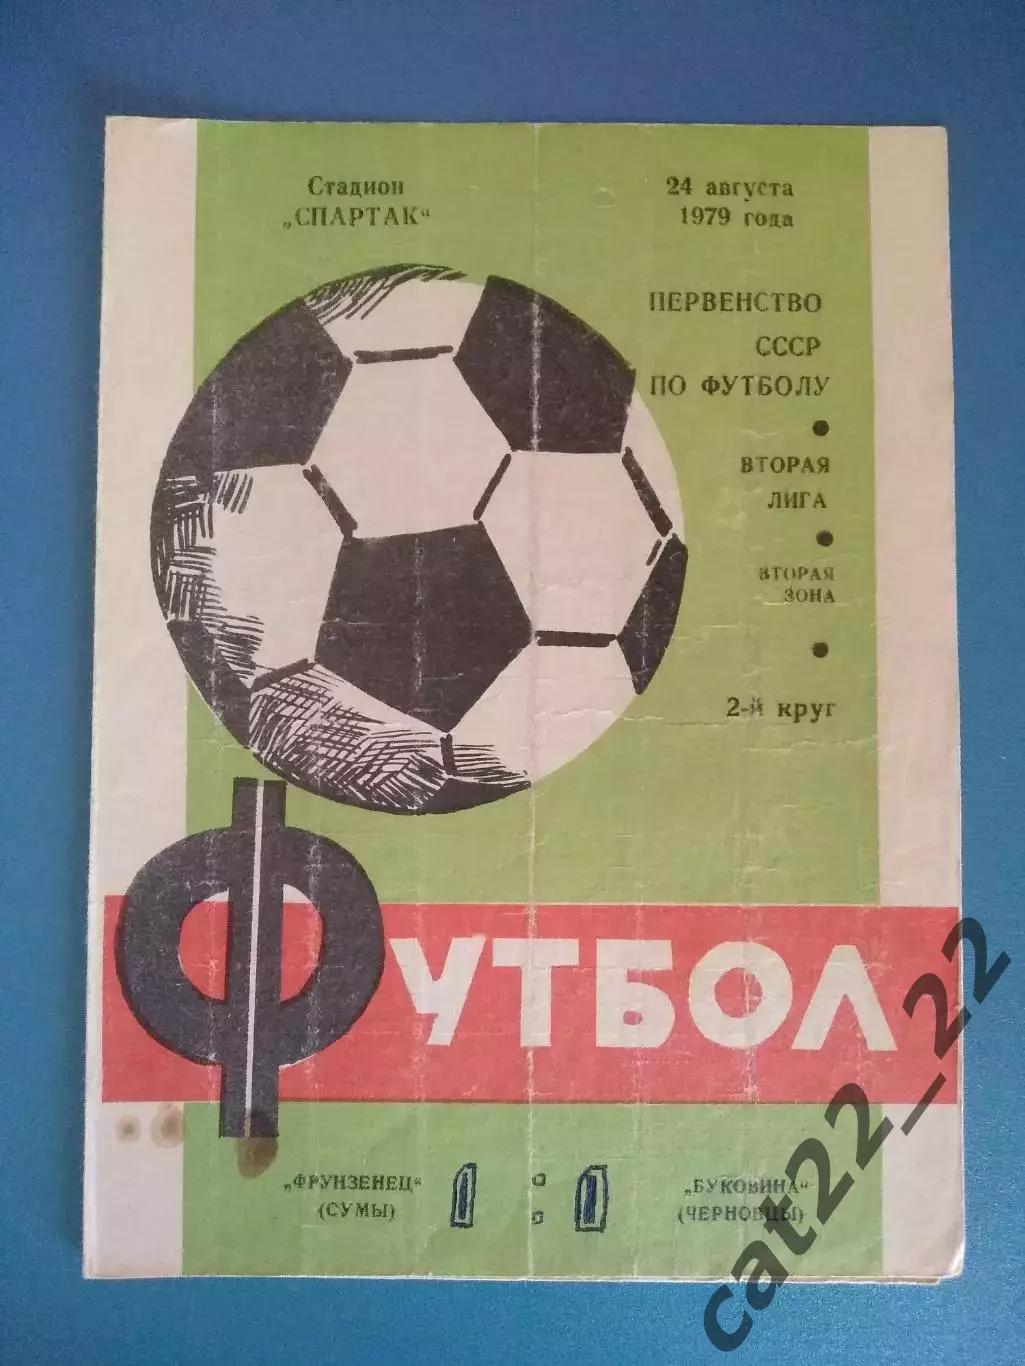 Стадион
„СПАРТАК“
24 августа
1979 года
ПЕРВЕНСТВО
СССР
ПО ФУТБОЛУ
ВТОРАЯ
ЛИГА
ВТОРАЯ
ЗОНА
2-й круг
ФУТБОЛ
„ФРУНЗЕНЕЦ“
(СУМЫ)
1 : 1
„БУКОВИНА“
(ЧЕРНОВЦЫ)
cat22_22